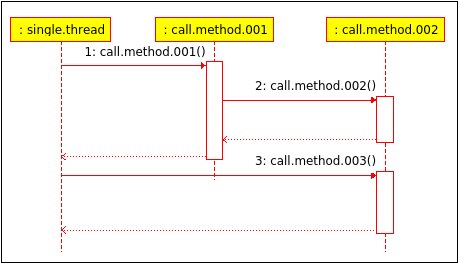 : single.thread
: call.method.001
: call.method.002
1: call.method.001()
2: call.method.002()
3: call.method.003()